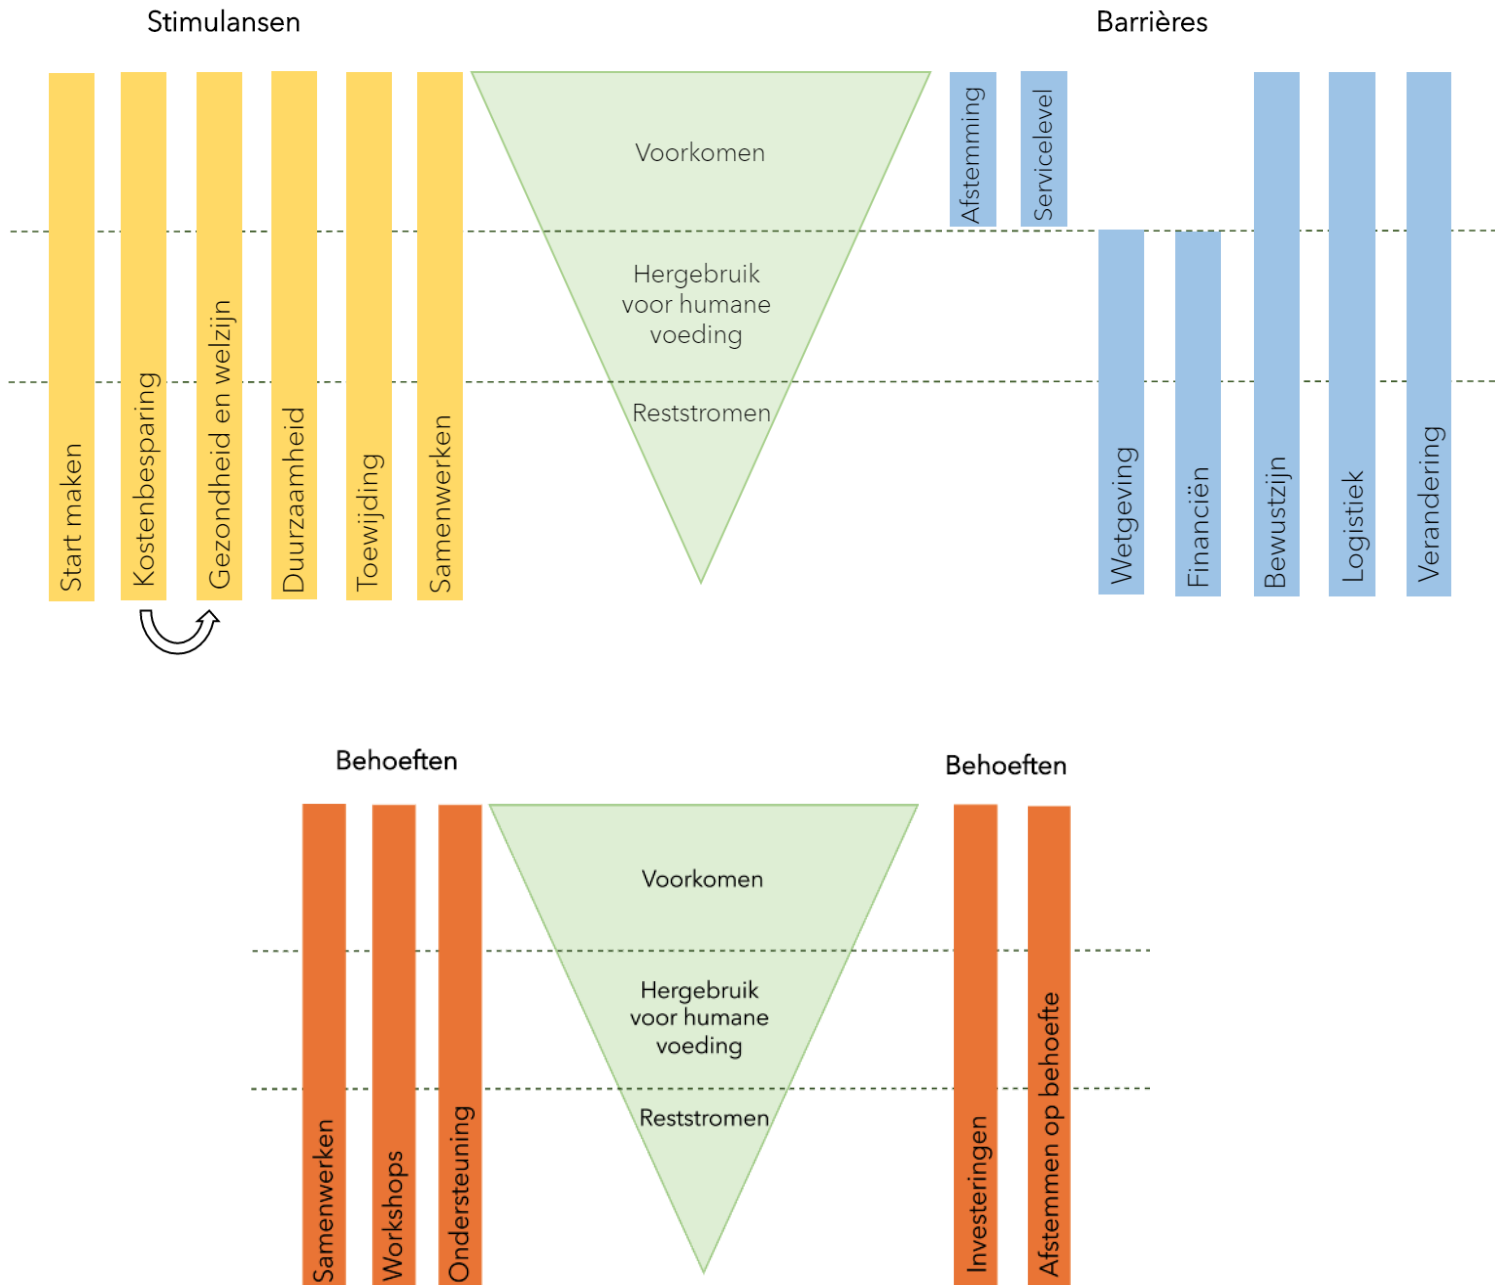 Stimulansen
Barrières
Start maken
Kostenbesparing
Gezondheid en welzijn
Duurzaamheid
Toewijding
Samenwerken
Voorkomen
Hergebruik
voor humane
voeding
Reststromen
Afstemming
Servicelevel
Wetgeving
Financiën
Bewustzijn
Logistiek
Verandering
Behoeften
Behoeften
Samenwerken
Workshops
Ondersteuning
Voorkomen
Hergebruik
voor humane
voeding
Reststromen
Investeringen
Afstemmen op behoefte